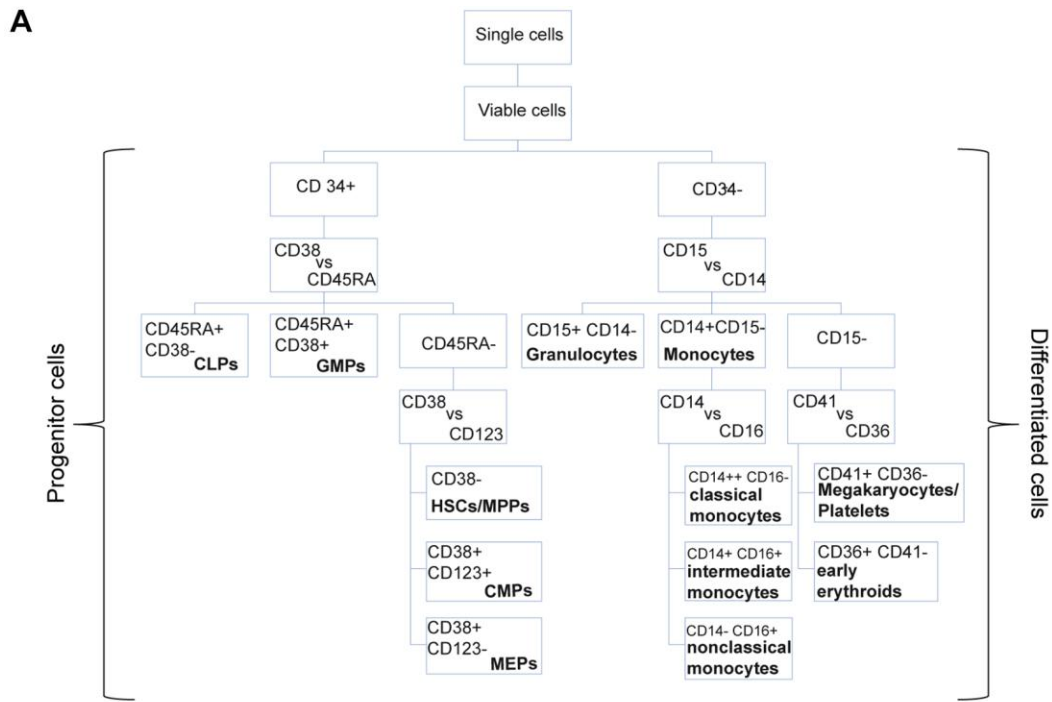 A
Single cells
Viable cells
Progenitor cells
CD 34+
CD38
vs
CD45RA
CD45RA+
CD38-
CLPs
CD45RA+
CD38+
GMPs
CD45RA-
CD38
vs
CD123
CD38-
HSCs/MPPs
CD38+
CD123+
CMPs
CD38+
CD123-
MEPs
CD34-
CD15
vs
CD14
CD15+ CD14-
Granulocytes
CD14+CD15-
Monocytes
CD14
vs
CD16
CD14++ CD16-
classical
monocytes
CD14+ CD16+
intermediate
monocytes
CD14- CD16+
nonclassical
monocytes
CD15-
CD41
vs
CD36
CD41+ CD36-
Megakaryocytes/
Platelets
CD36+ CD41-
early
erythroids
Differentiated cells